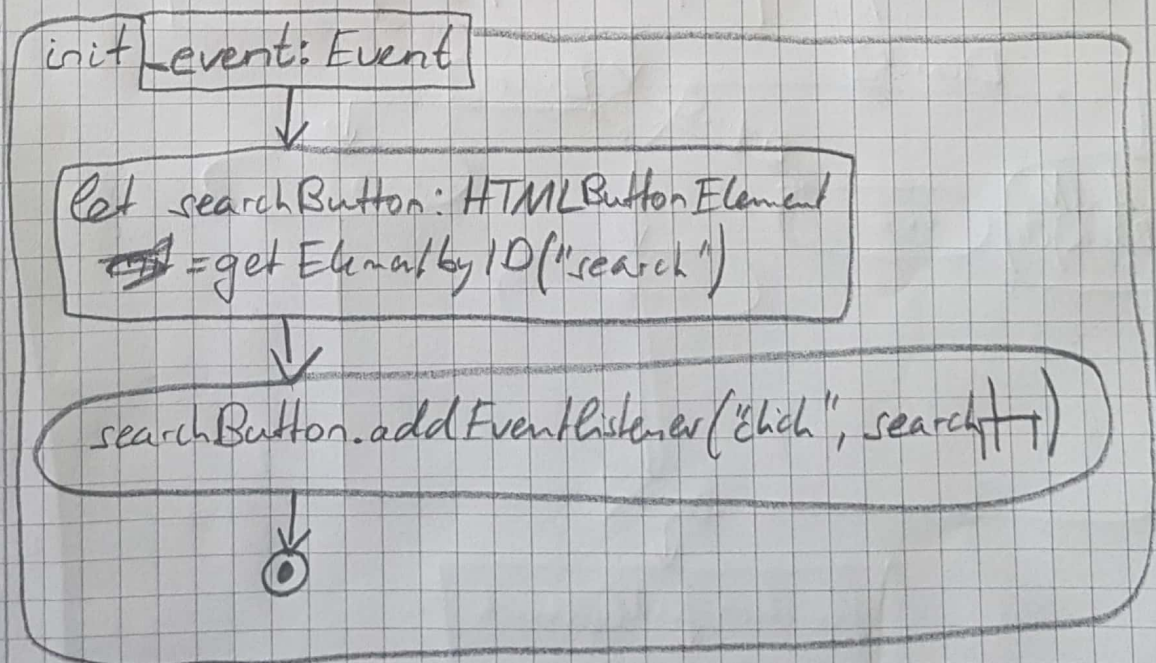 init _event: Event
let searchButton: HTMLButtonElement
= getElementbyID("search")
searchButton.addEventListener("click", search)